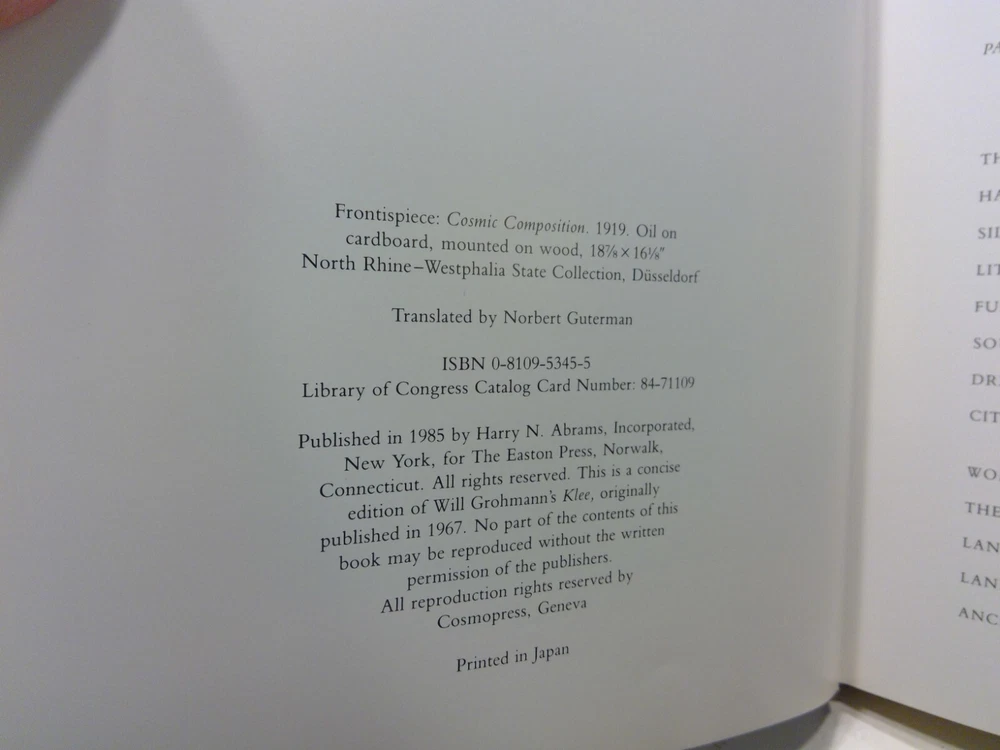 Frontispiece: Cosmic Composition. 1919. Oil on
cardboard, mounted on wood, 18⅞ × 16⅛"
North Rhine–Westphalia State Collection, Düsseldorf
Translated by Norbert Guterman
ISBN 0-8109-5345-5
Library of Congress Catalog Card Number: 84-71109
Published in 1985 by Harry N. Abrams, Incorporated,
New York, for The Easton Press, Norwalk,
Connecticut. All rights reserved. This is a concise
edition of Will Grohmann's Klee, originally
published in 1967. No part of the contents of this
book may be reproduced without the written
permission of the publishers.
All reproduction rights reserved by
Cosmopress, Geneva
Printed in Japan